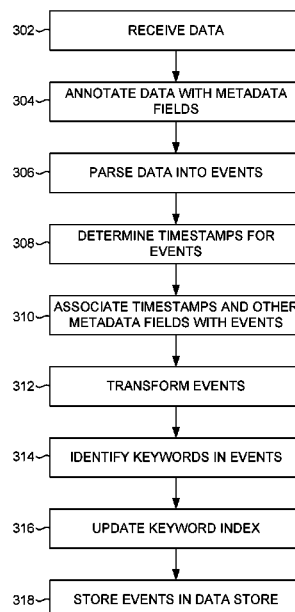 302
RECEIVE DATA
304
ANNOTATE DATA WITH METADATA
FIELDS
306
PARSE DATA INTO EVENTS
308
DETERMINE TIMESTAMPS FOR
EVENTS
310
ASSOCIATE TIMESTAMPS AND OTHER
METADATA FIELDS WITH EVENTS
312
TRANSFORM EVENTS
314
IDENTIFY KEYWORDS IN EVENTS
316
UPDATE KEYWORD INDEX
318
STORE EVENTS IN DATA STORE